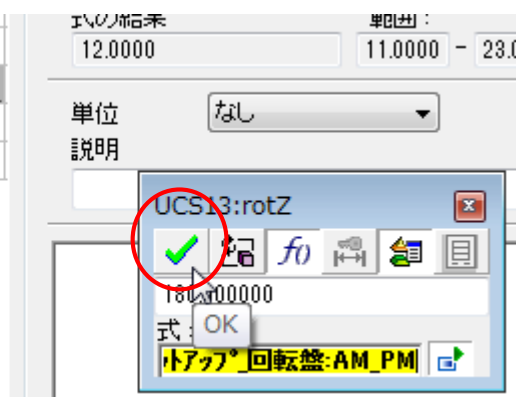 式の結果 範囲 :
12.0000 11.0000 - 23.0
単位 なし
説明
UCS13:rotZ
f()
180.000000
式 :
OK
ットアップ_回転盤:AM_PM